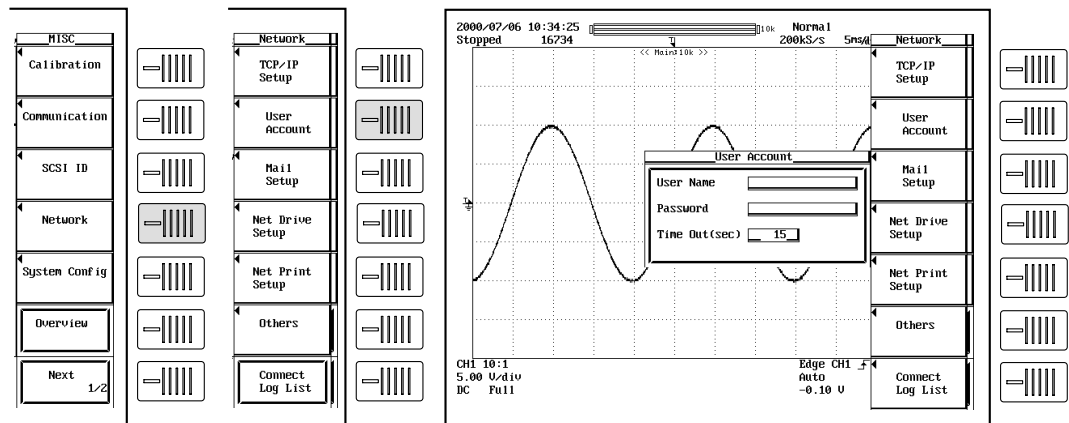 MISC
Calibration
Communication
SCSI ID
Network
System Config
Overview
Next
1/2
Network
TCP/IP
Setup
User
Account
Mail
Setup
Net Drive
Setup
Net Print
Setup
Others
Connect
Log List
2000/07/06 10:34:25
10k
Normal
Stopped
16734
200kS/s
5ms/
<< Main:10k >>
User Account
User Name
Password
Time Out(sec)
15
CH1 10:1
5.00 V/div
DC Full
Edge CH1
Auto
-0.10 V
Network
TCP/IP
Setup
User
Account
Mail
Setup
Net Drive
Setup
Net Print
Setup
Others
Connect
Log List